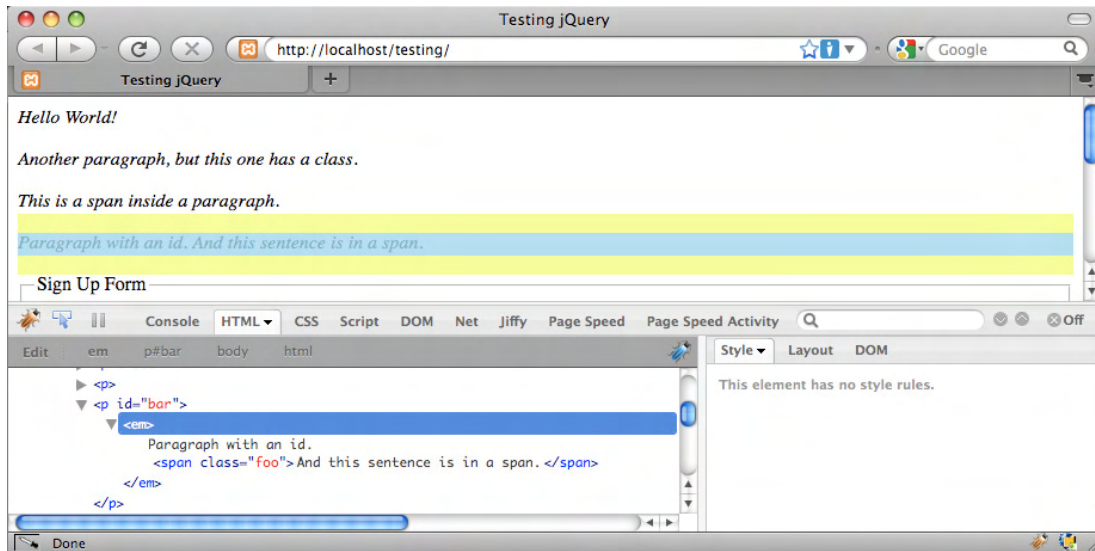 Testing jQuery
http://localhost/testing/
Google
Testing jQuery
+
Hello World!
Another paragraph, but this one has a class.
This is a span inside a paragraph.
Paragraph with an id. And this sentence is in a span.
Sign Up Form
Console HTML CSS Script DOM Net Jiffy Page Speed Page Speed Activity Off
Edit em p#bar body html
Style Layout DOM
<p>
<p id="bar">
<em>
Paragraph with an id.
<span class="foo">And this sentence is in a span.</span>
</em>
</p>
This element has no style rules.
Done